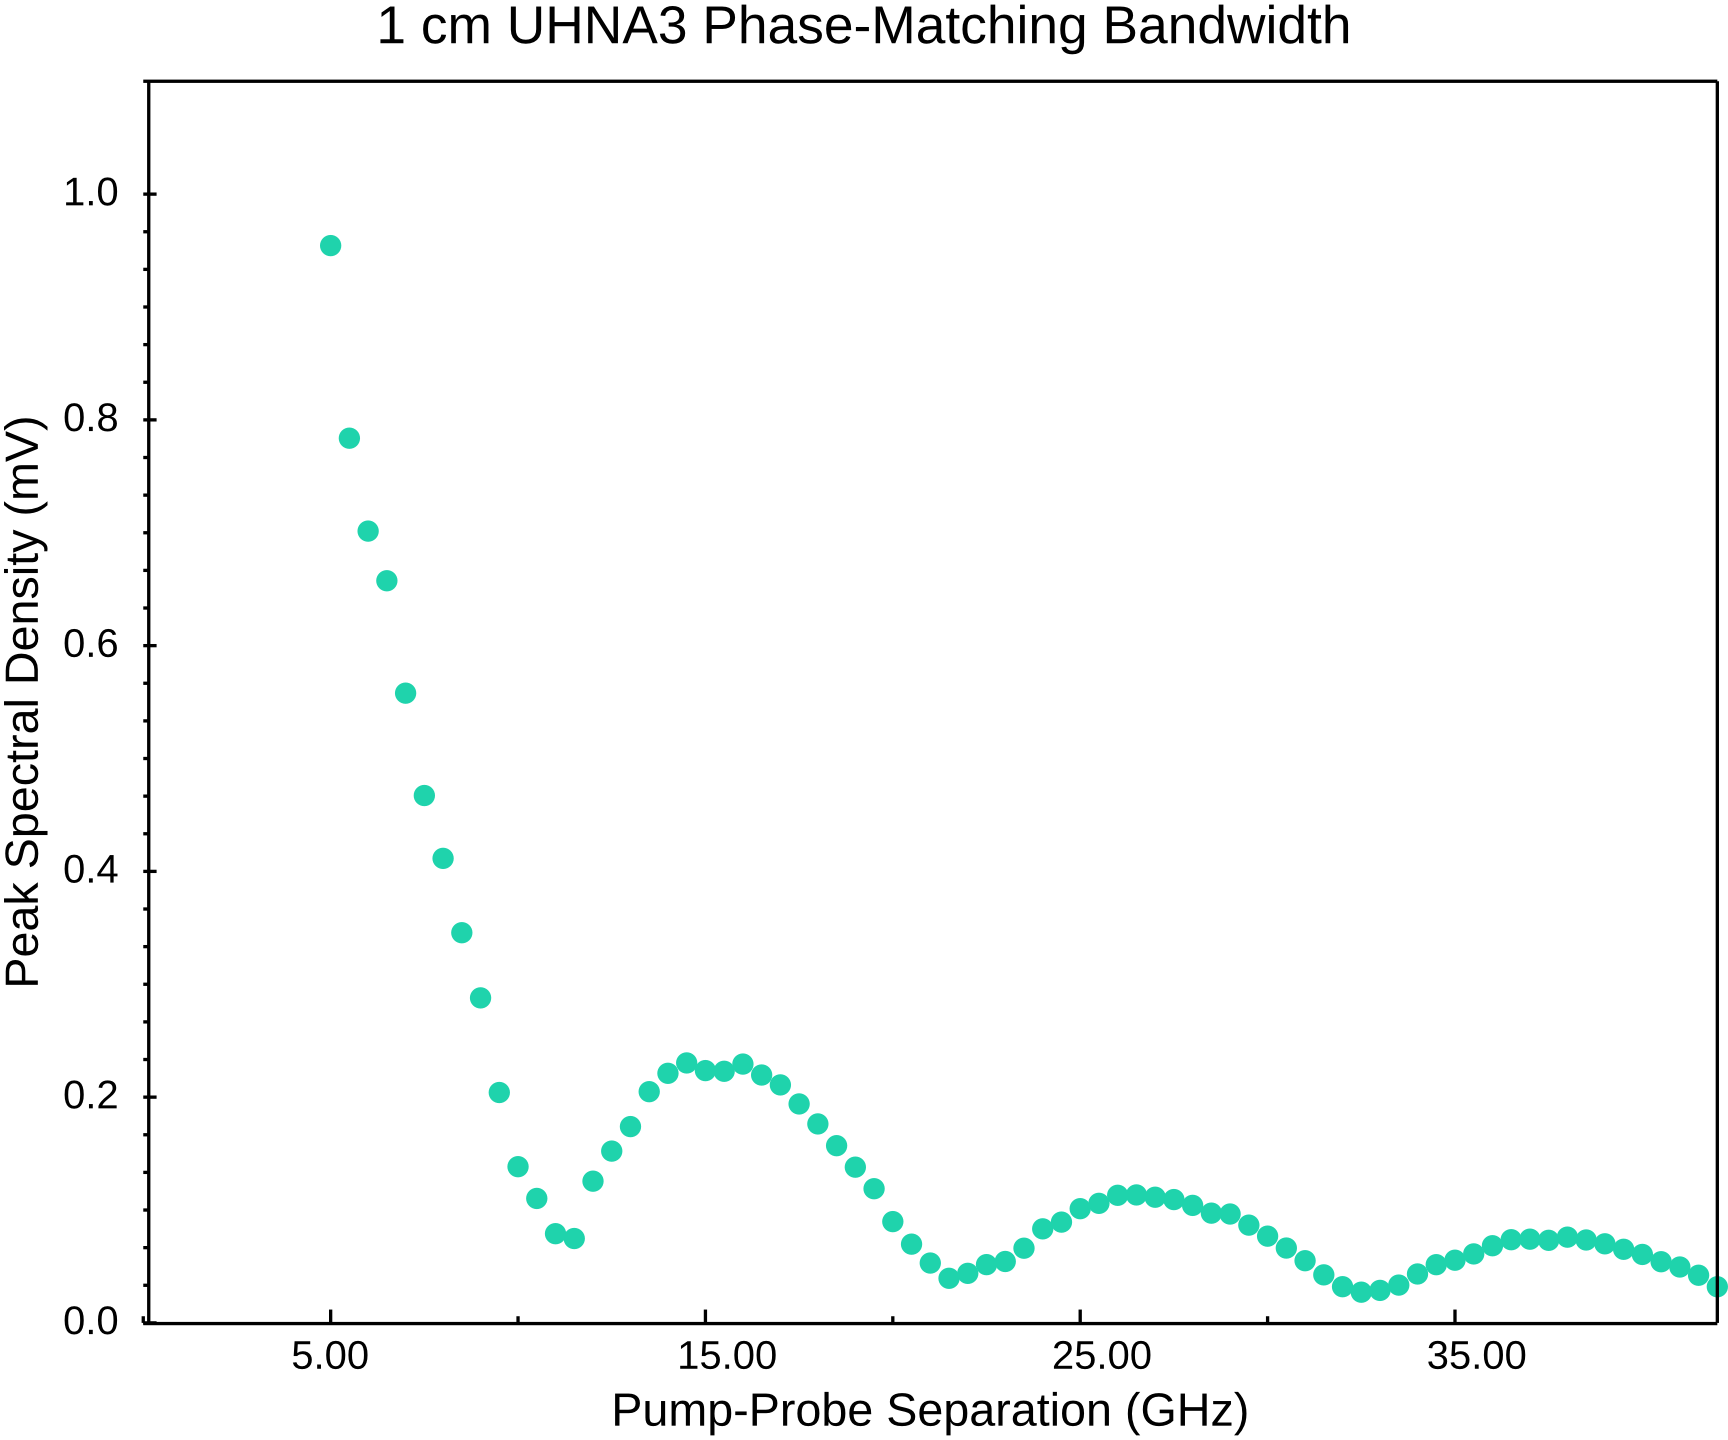 1 cm UHNA3 Phase-Matching Bandwidth
Peak Spectral Density (mV)
1.0
0.8
0.6
0.4
0.2
0.0
5.00 15.00 25.00 35.00
Pump-Probe Separation (GHz)